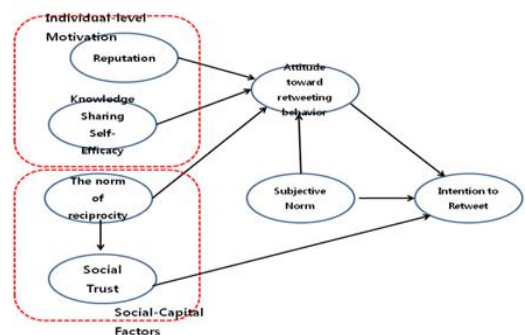 Individual-level
Motivation
Reputation
Knowledge
Sharing
Self-
Efficacy
The norm
of
reciprocity
Social
Trust
Social-Capital
Factors
Attitude
toward
retweeting
behavior
Subjective
Norm
Intention to
Retweet